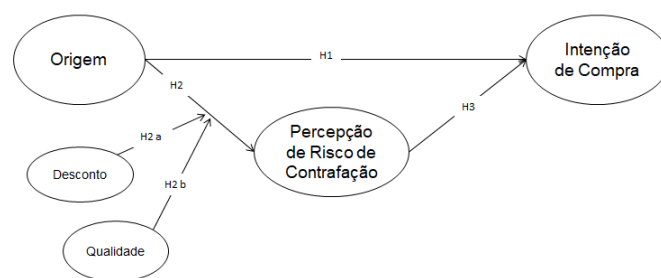 Origem
H1
Intenção
de Compra
H2
H3
Percepção
de Risco de
Contrafação
H2 a
Desconto
H2 b
Qualidade